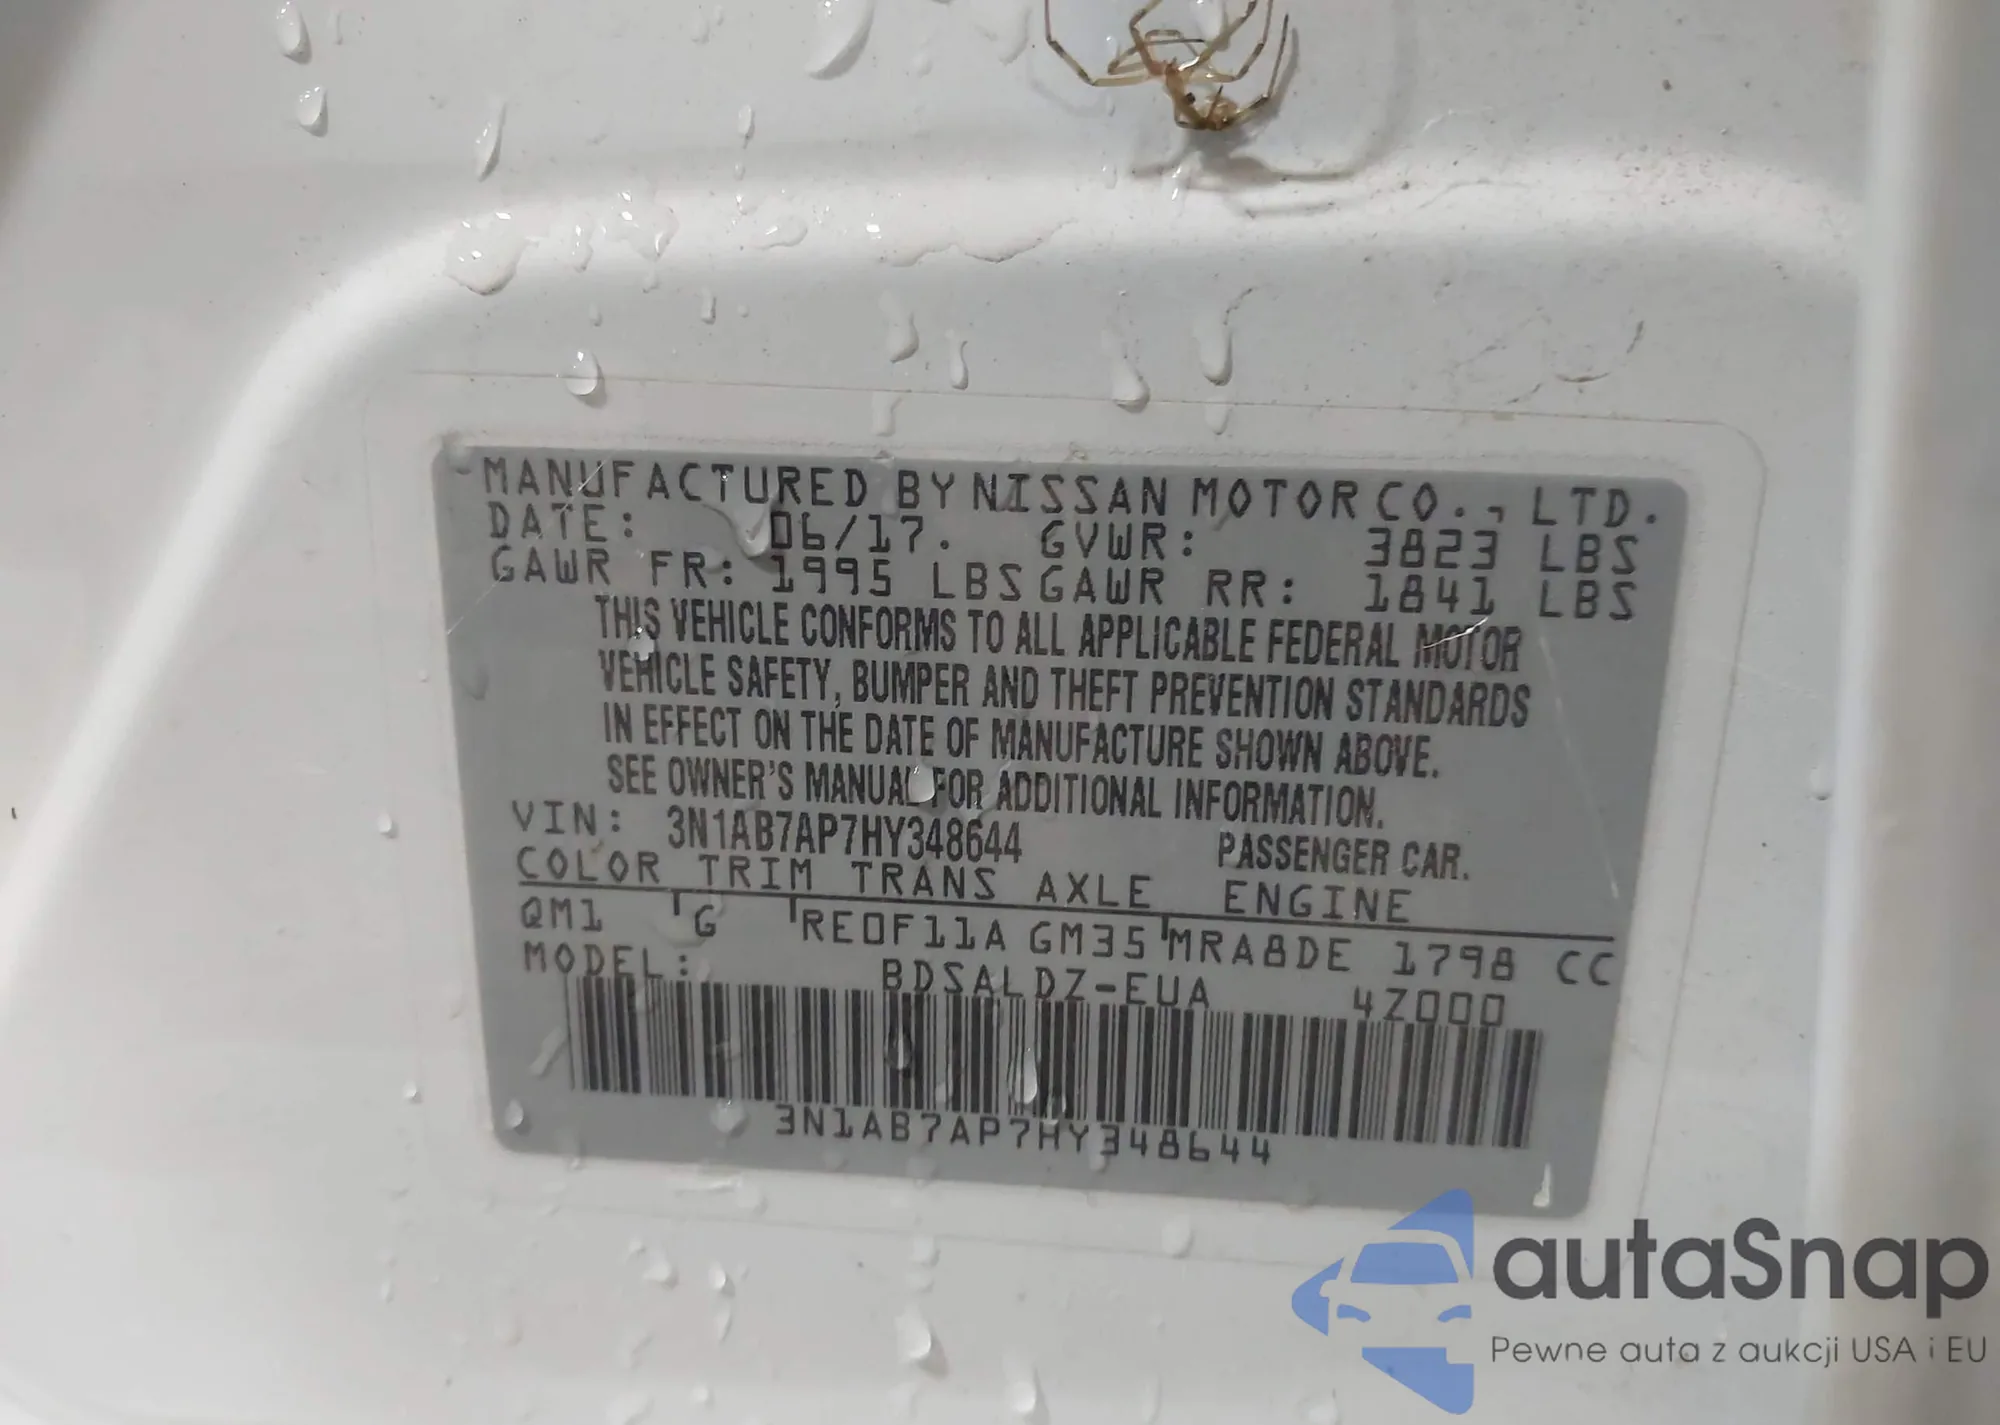 MANUFACTURED BY NISSAN MOTOR CO., LTD.
DATE: 06/17. GVWR: 3823 LBS
GAWR FR: 1995 LBS GAWR RR: 1841 LBS
THIS VEHICLE CONFORMS TO ALL APPLICABLE FEDERAL MOTOR
VEHICLE SAFETY, BUMPER AND THEFT PREVENTION STANDARDS
IN EFFECT ON THE DATE OF MANUFACTURE SHOWN ABOVE.
SEE OWNER'S MANUAL FOR ADDITIONAL INFORMATION.
VIN: 3N1AB7AP7HY348644 PASSENGER CAR.
COLOR TRIM TRANS AXLE ENGINE
QM1 G RE0F11A GM35 MRA8DE 1798 CC
MODEL: BDSALDZ-EUA 4Z000
3N1AB7AP7HY348644
autaSnap
Pewne auta z aukcji USA i EU